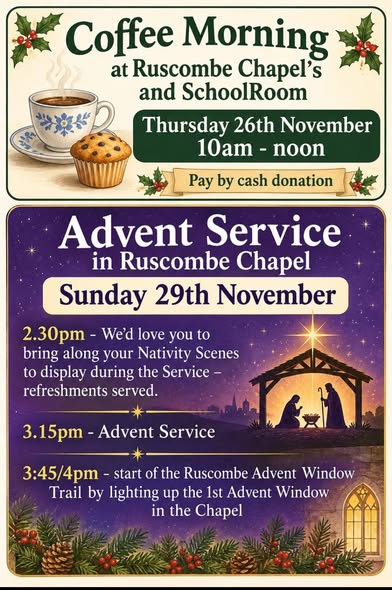 Coffee Morning
at Ruscombe Chapel's
and SchoolRoom
Thursday 26th November
10am - noon
Pay by cash donation
Advent Service
in Ruscombe Chapel
Sunday 29th November
2.30pm - We'd love you to
bring along your Nativity Scenes
to display during the Service –
refreshments served.
3.15pm - Advent Service
3:45/4pm - start of the Ruscombe Advent Window
Trail by lighting up the 1st Advent Window
in the Chapel